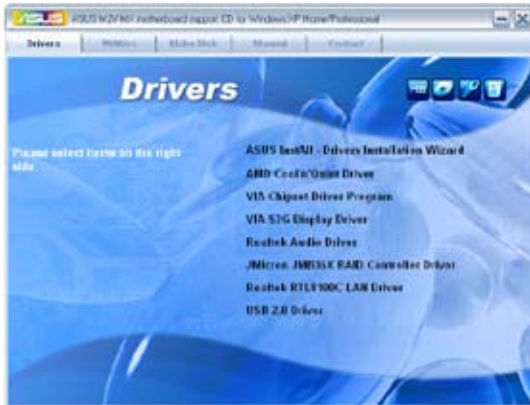 ASUS M2V-MX motherboard support CD for Windows XP Home/Professional
Drivers Utilities Make Disk Manual Contact
Drivers
Please select items on the right
side
ASUS InstAll - Drivers Installation Wizard
AMD Cool'n'Quiet Driver
VIA Chipset Driver Program
VIA S3G Display Driver
Realtek Audio Driver
JMicron JMB36X RAID Controller Driver
Realtek RTL8100C LAN Driver
USB 2.0 Driver